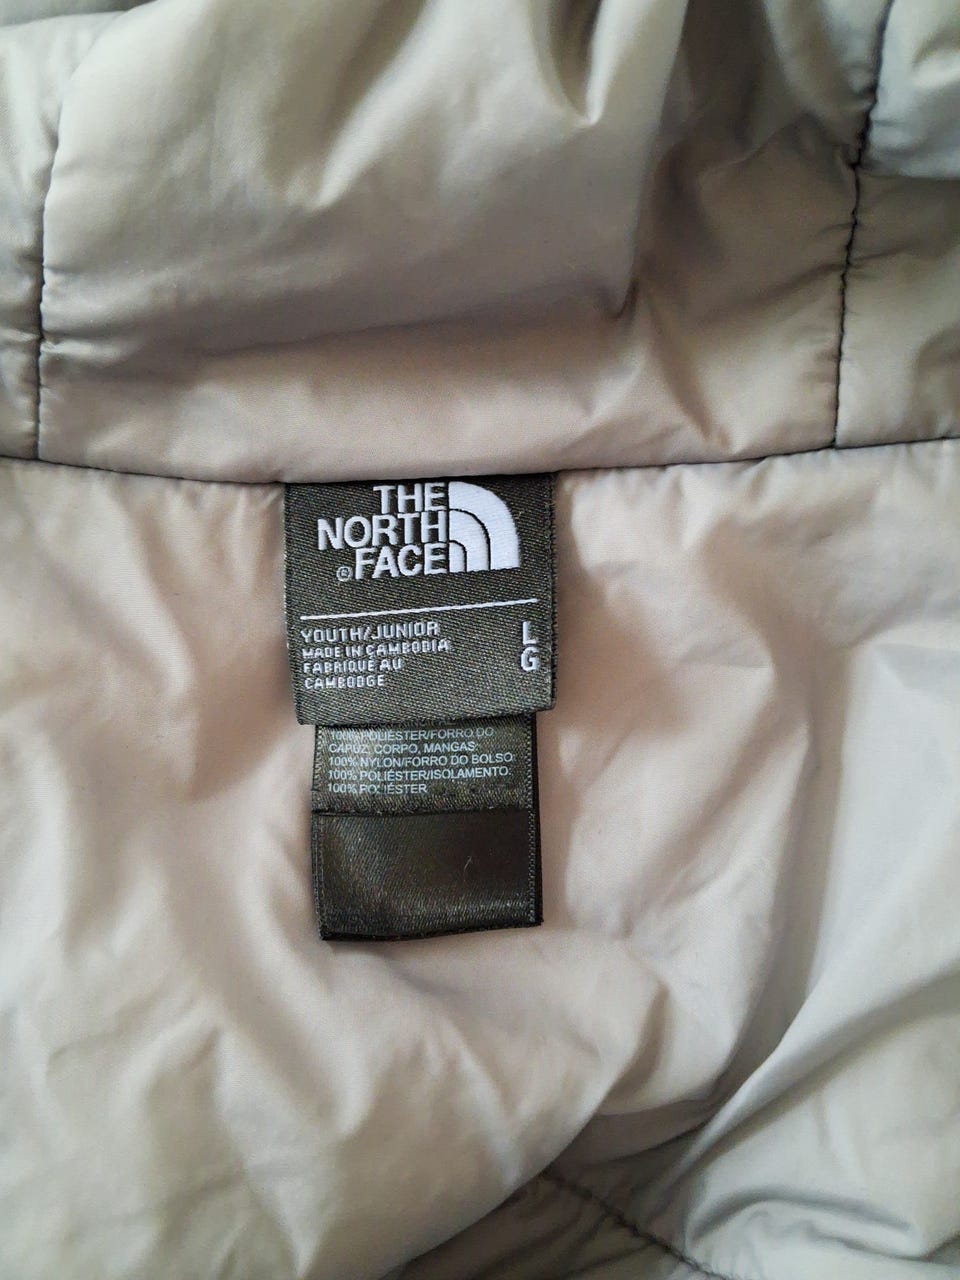 THE
NORTH
FACE
®
YOUTH/JUNIOR
MADE IN CAMBODIA
FABRIQUÉ AU
CAMBODGE
L
G
100% POLIÉSTER/FORRO DO
CAPUZ, CORPO, MANGAS
100% NYLON/FORRO DO BOLSO
100% POLIÉSTER/ISOLAMENTO
100% POLIÉSTER